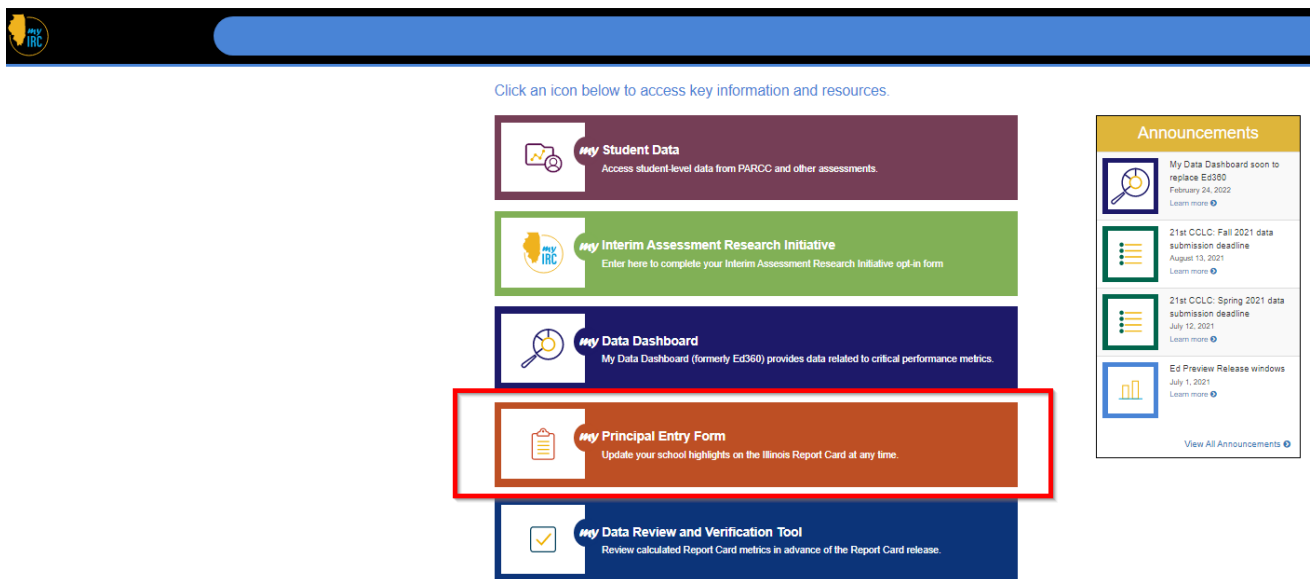 my
IRC
Click an icon below to access key information and resources.
my Student Data
Access student-level data from PARCC and other assessments.
my
IRC
my Interim Assessment Research Initiative
Enter here to complete your Interim Assessment Research Initiative opt-in form
my Data Dashboard
My Data Dashboard (formerly Ed360) provides data related to critical performance metrics.
my Principal Entry Form
Update your school highlights on the Illinois Report Card at any time.
my Data Review and Verification Tool
Review calculated Report Card metrics in advance of the Report Card release.
Announcements
My Data Dashboard soon to
replace Ed360
February 24, 2022
Learn more
21st CCLC: Fall 2021 data
submission deadline
August 13, 2021
Learn more
21st CCLC: Spring 2021 data
submission deadline
July 12, 2021
Learn more
Ed Preview Release windows
July 1, 2021
Learn more
View All Announcements